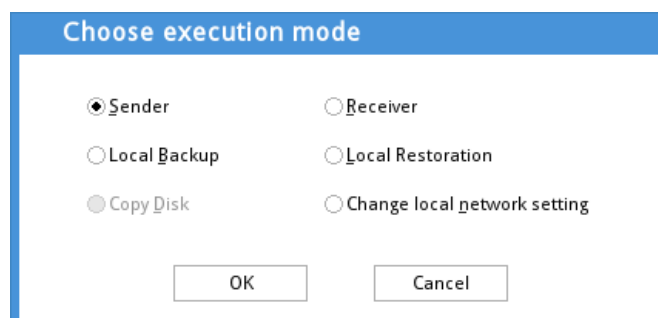 Choose execution mode
Sender Receiver
Local Backup Local Restoration
Copy Disk Change local network setting
OK Cancel